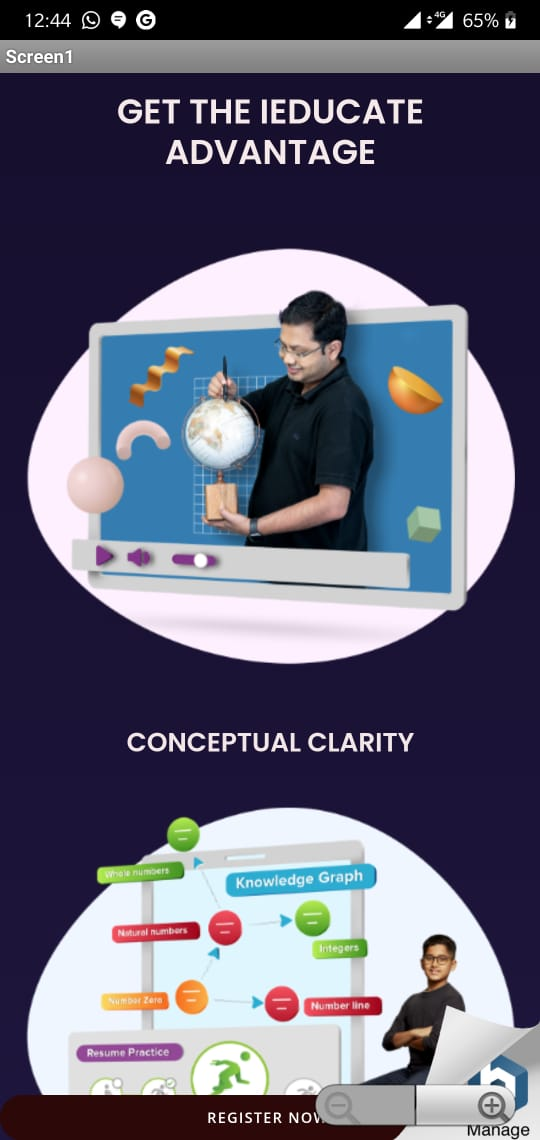 12:44
4G
65%
Screen1
GET THE IEDUCATE
ADVANTAGE
CONCEPTUAL CLARITY
Whole numbers
Knowledge Graph
Natural numbers
Integers
Number Zero
Number line
Resume Practice
REGISTER NOW
Manage